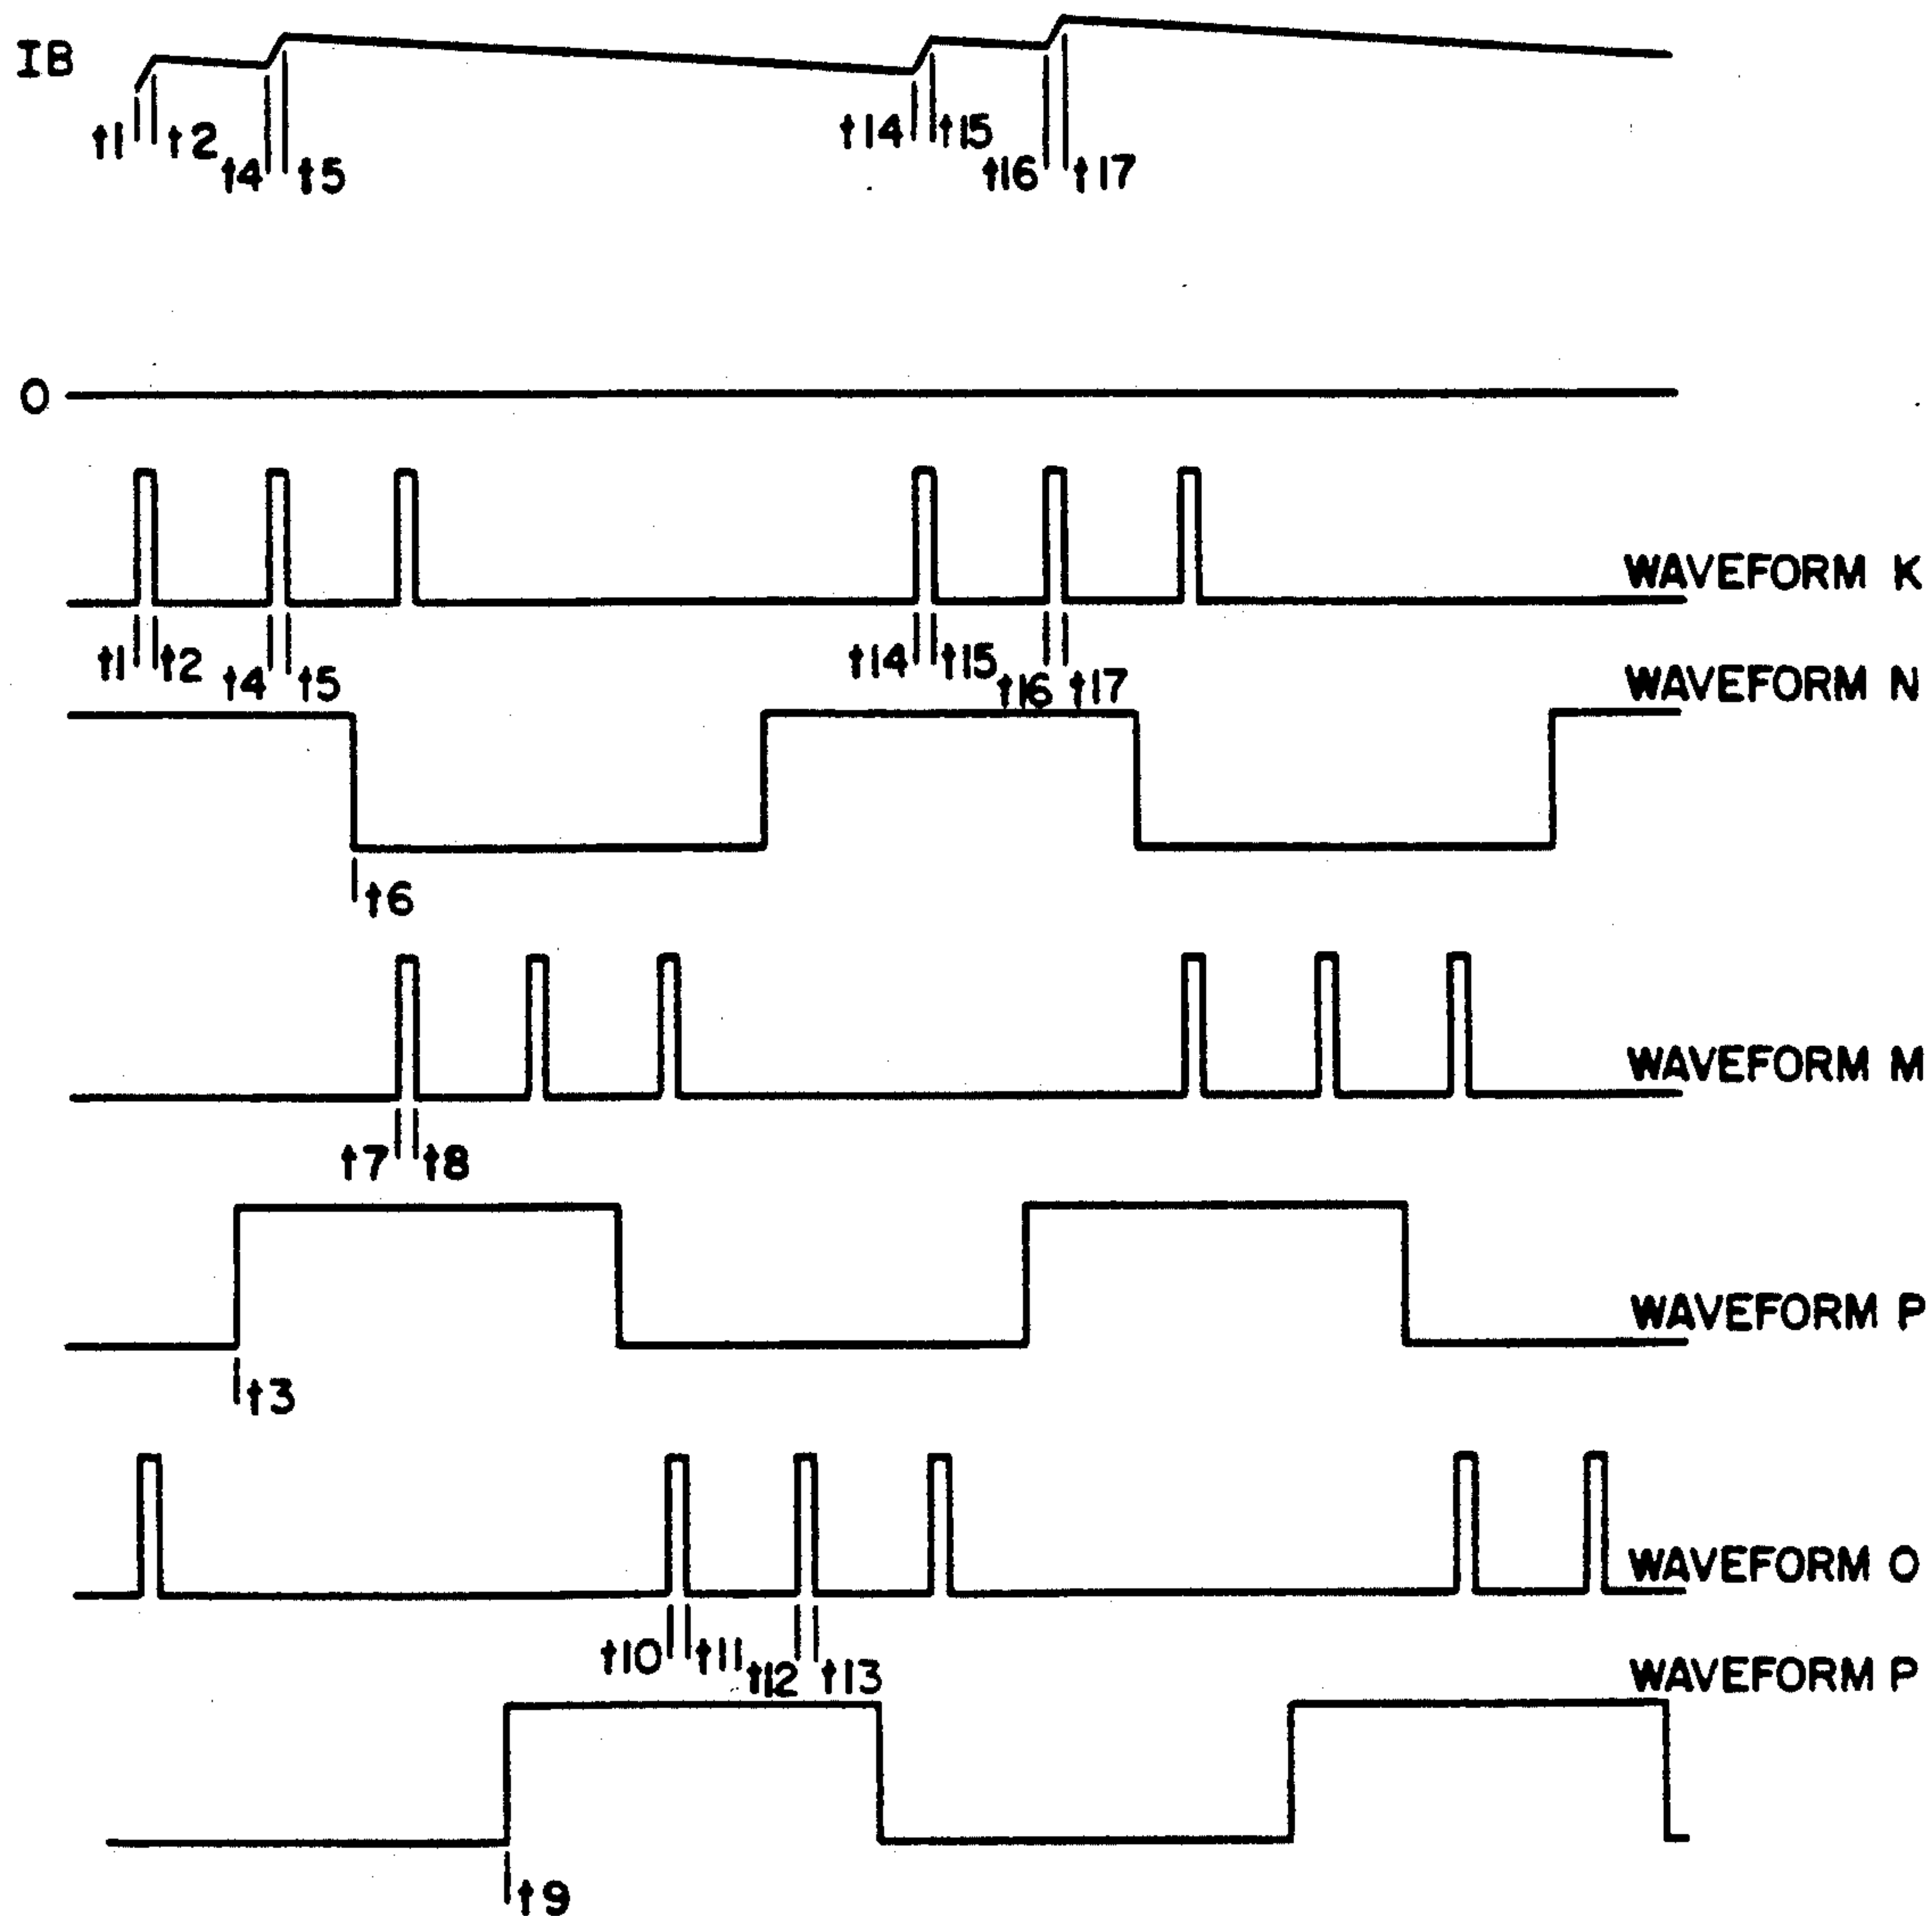 IB
t1 t2 t4 t5 t14 t15 t16 t17
O
WAVEFORM K
t1 t2 t4 t5 t14 t15 t16 t17
WAVEFORM N
t6
WAVEFORM M
t7 t8
WAVEFORM P
t3
WAVEFORM O
t10 t11 t12 t13
WAVEFORM P
t9